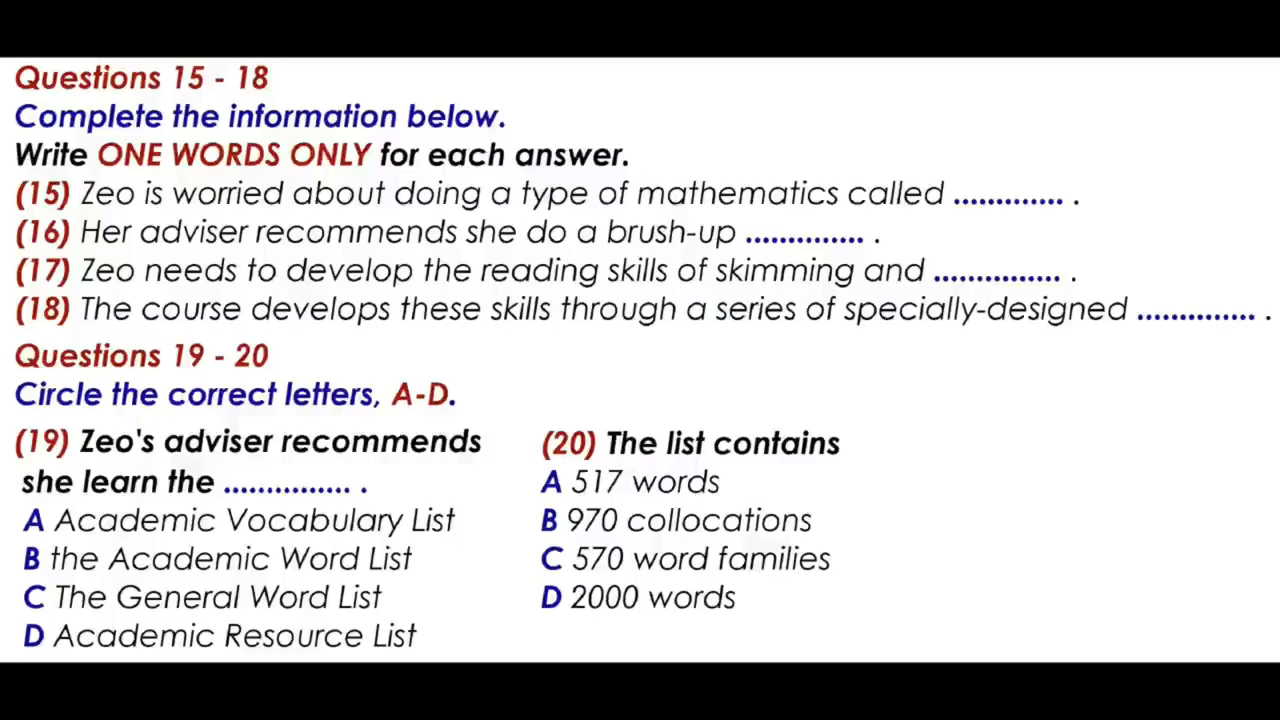 Questions 15 - 18
Complete the information below.
Write ONE WORDS ONLY for each answer.
(15) Zeo is worried about doing a type of mathematics called ............. .
(16) Her adviser recommends she do a brush-up .............. .
(17) Zeo needs to develop the reading skills of skimming and ............... .
(18) The course develops these skills through a series of specially-designed .............. .
Questions 19 - 20
Circle the correct letters, A-D.
(19) Zeo's adviser recommends
she learn the ............... .
A Academic Vocabulary List
B the Academic Word List
C The General Word List
D Academic Resource List
(20) The list contains
A 517 words
B 970 collocations
C 570 word families
D 2000 words